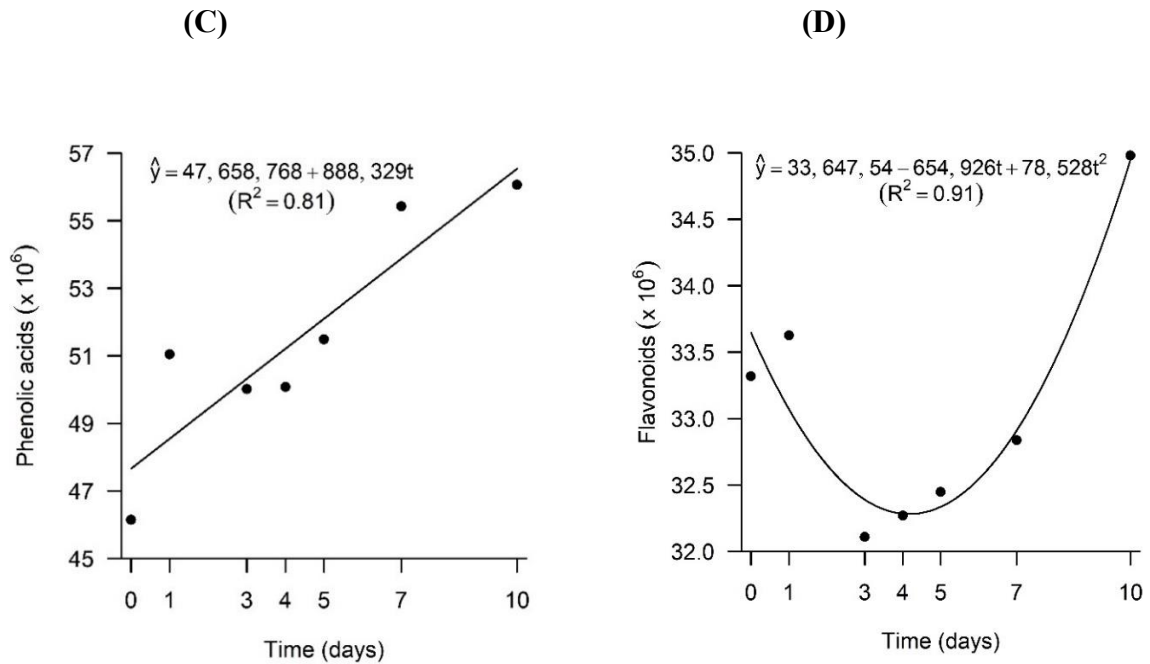 (C)
ŷ = 47, 658, 768 + 888, 329t
(R² = 0.81)
Phenolic acids (x 10⁶)
57
55
53
51
49
47
45
0 1 3 4 5 7 10
Time (days)
(D)
ŷ = 33, 647, 54 − 654, 926t + 78, 528t²
(R² = 0.91)
Flavonoids (x 10⁶)
35.0
34.5
34.0
33.5
33.0
32.5
32.0
0 1 3 4 5 7 10
Time (days)